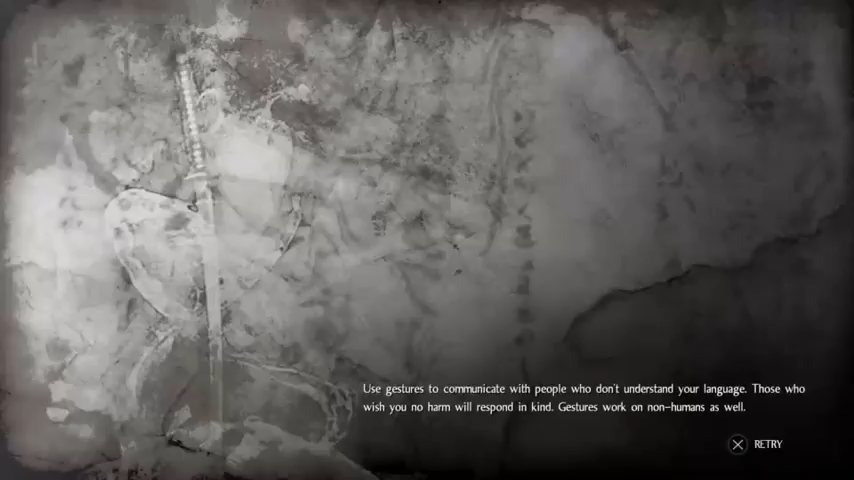 Use gestures to communicate with people who don't understand your language. Those who
wish you no harm will respond in kind. Gestures work on non-humans as well.
RETRY